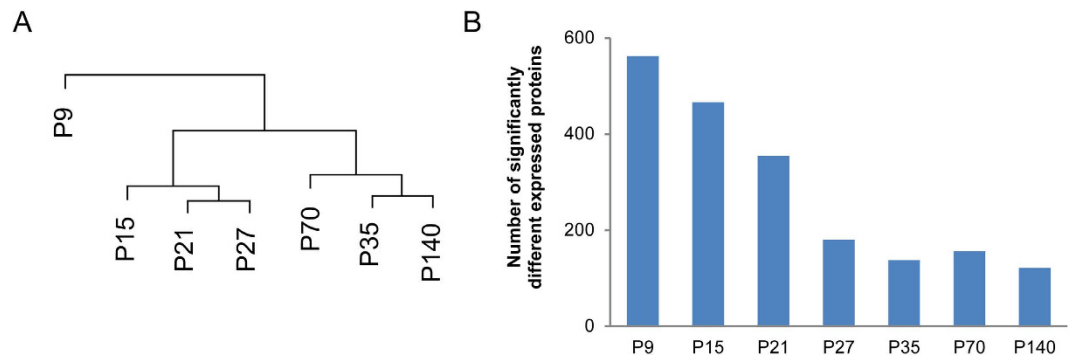 A
P9
P15
P21
P27
P70
P35
P140
B
Number of significantly
different expressed proteins
600
400
200
0
P9 P15 P21 P27 P35 P70 P140